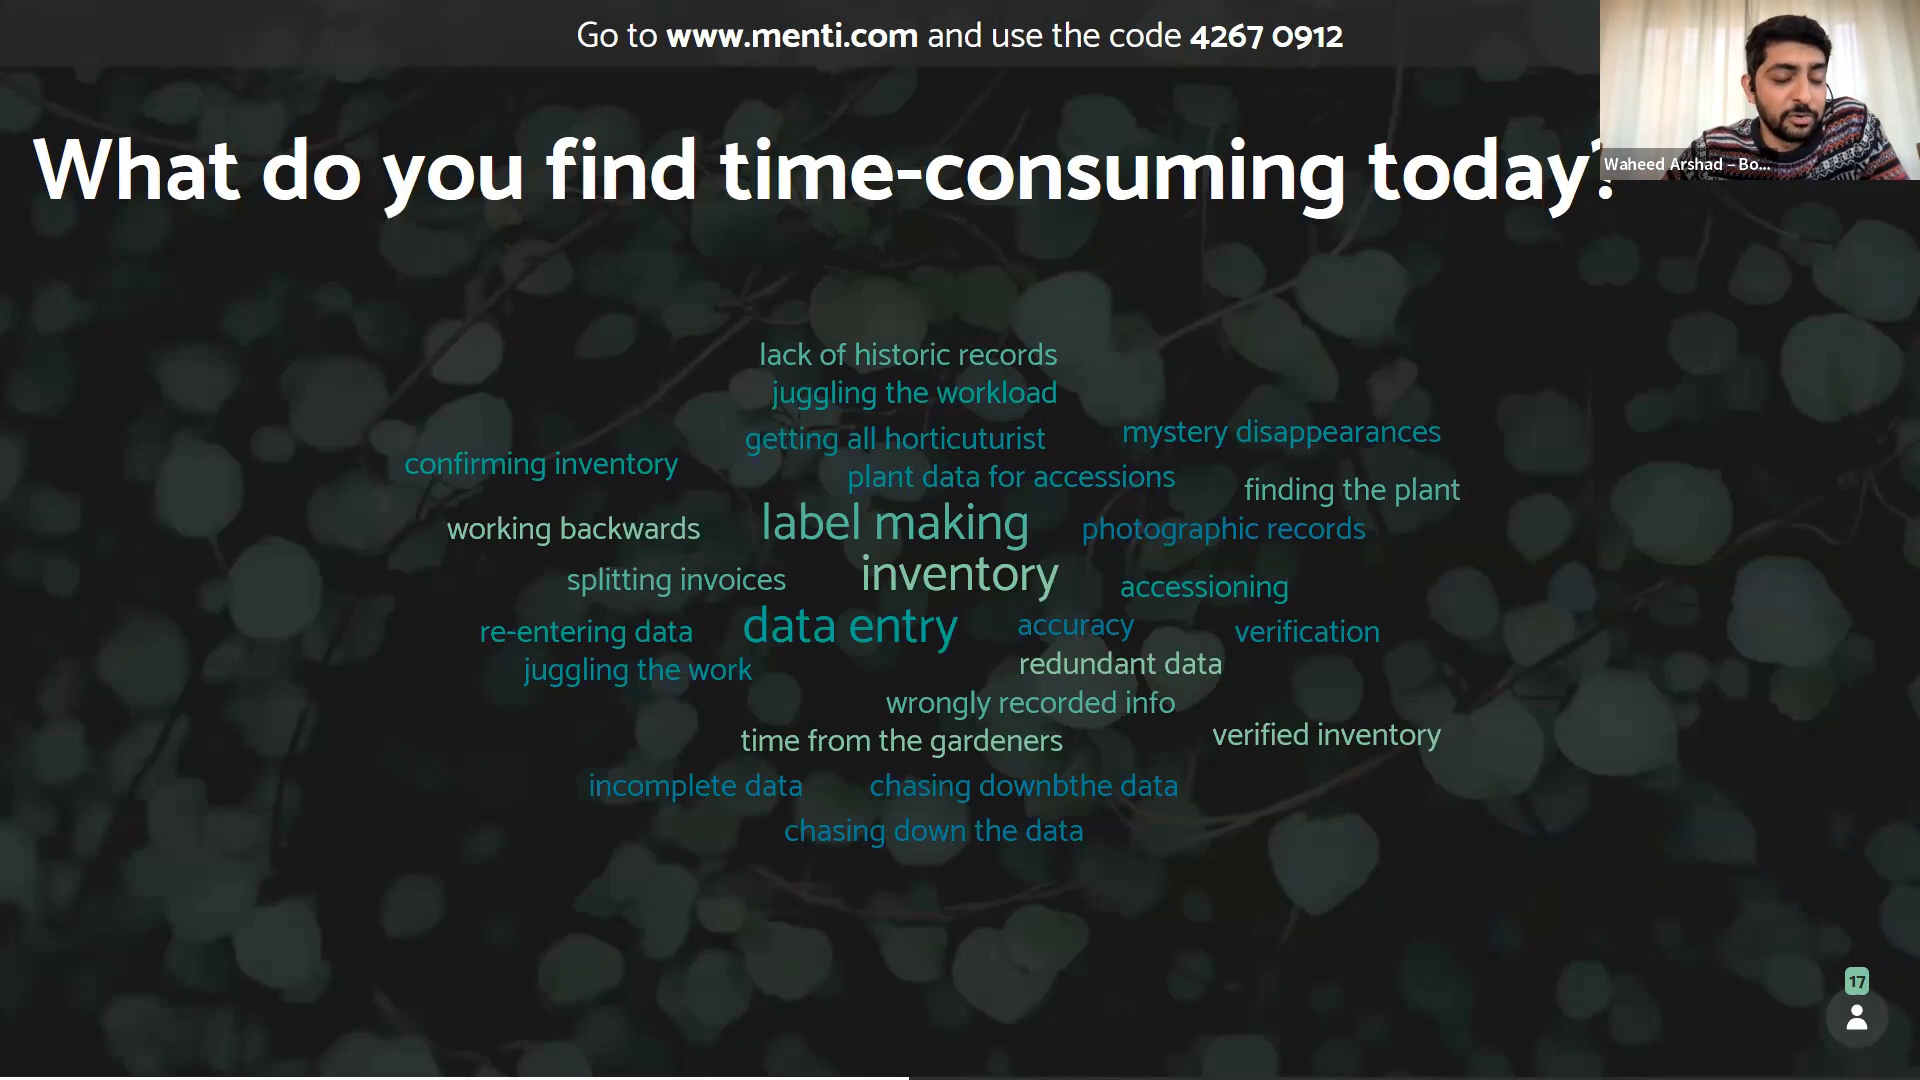 Go to www.menti.com and use the code 4267 0912
What do you find time-consuming today?
Waheed Arshad – Bo...
lack of historic records
juggling the workload
getting all horticuturist
mystery disappearances
confirming inventory
plant data for accessions
finding the plant
label making
working backwards
photographic records
inventory
splitting invoices
accessioning
data entry
re-entering data
accuracy
verification
juggling the work
redundant data
wrongly recorded info
time from the gardeners
verified inventory
incomplete data
chasing downbthe data
chasing down the data
17